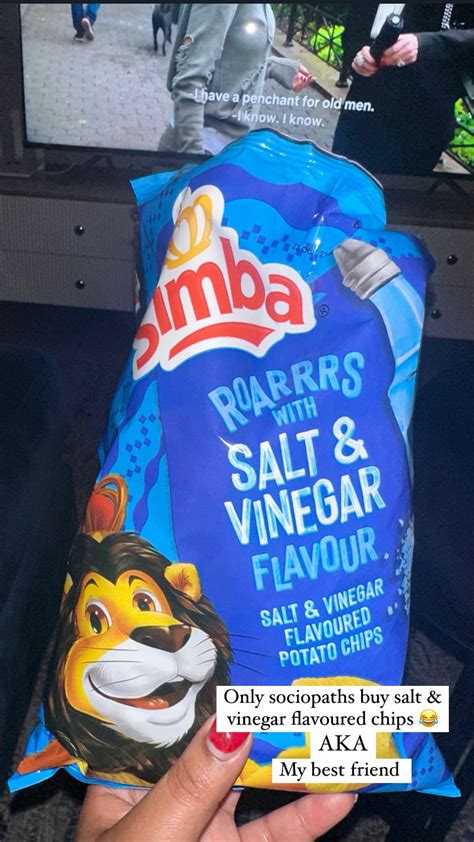 -I have a penchant for old men.
-I know. I know.
Simba®
ROARRRS
WITH
SALT &
VINEGAR
FLAVOUR
SALT & VINEGAR
FLAVOURED
POTATO CHIPS
Only sociopaths buy salt &
vinegar flavoured chips 😂
AKA
My best friend